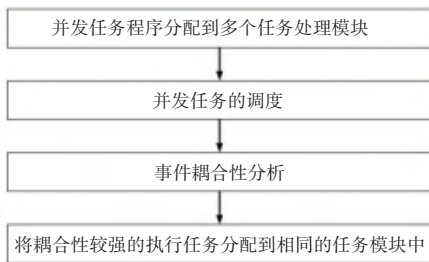 并发任务程序分配到多个任务处理模块
并发任务的调度
事件耦合性分析
将耦合性较强的执行任务分配到相同的任务模块中